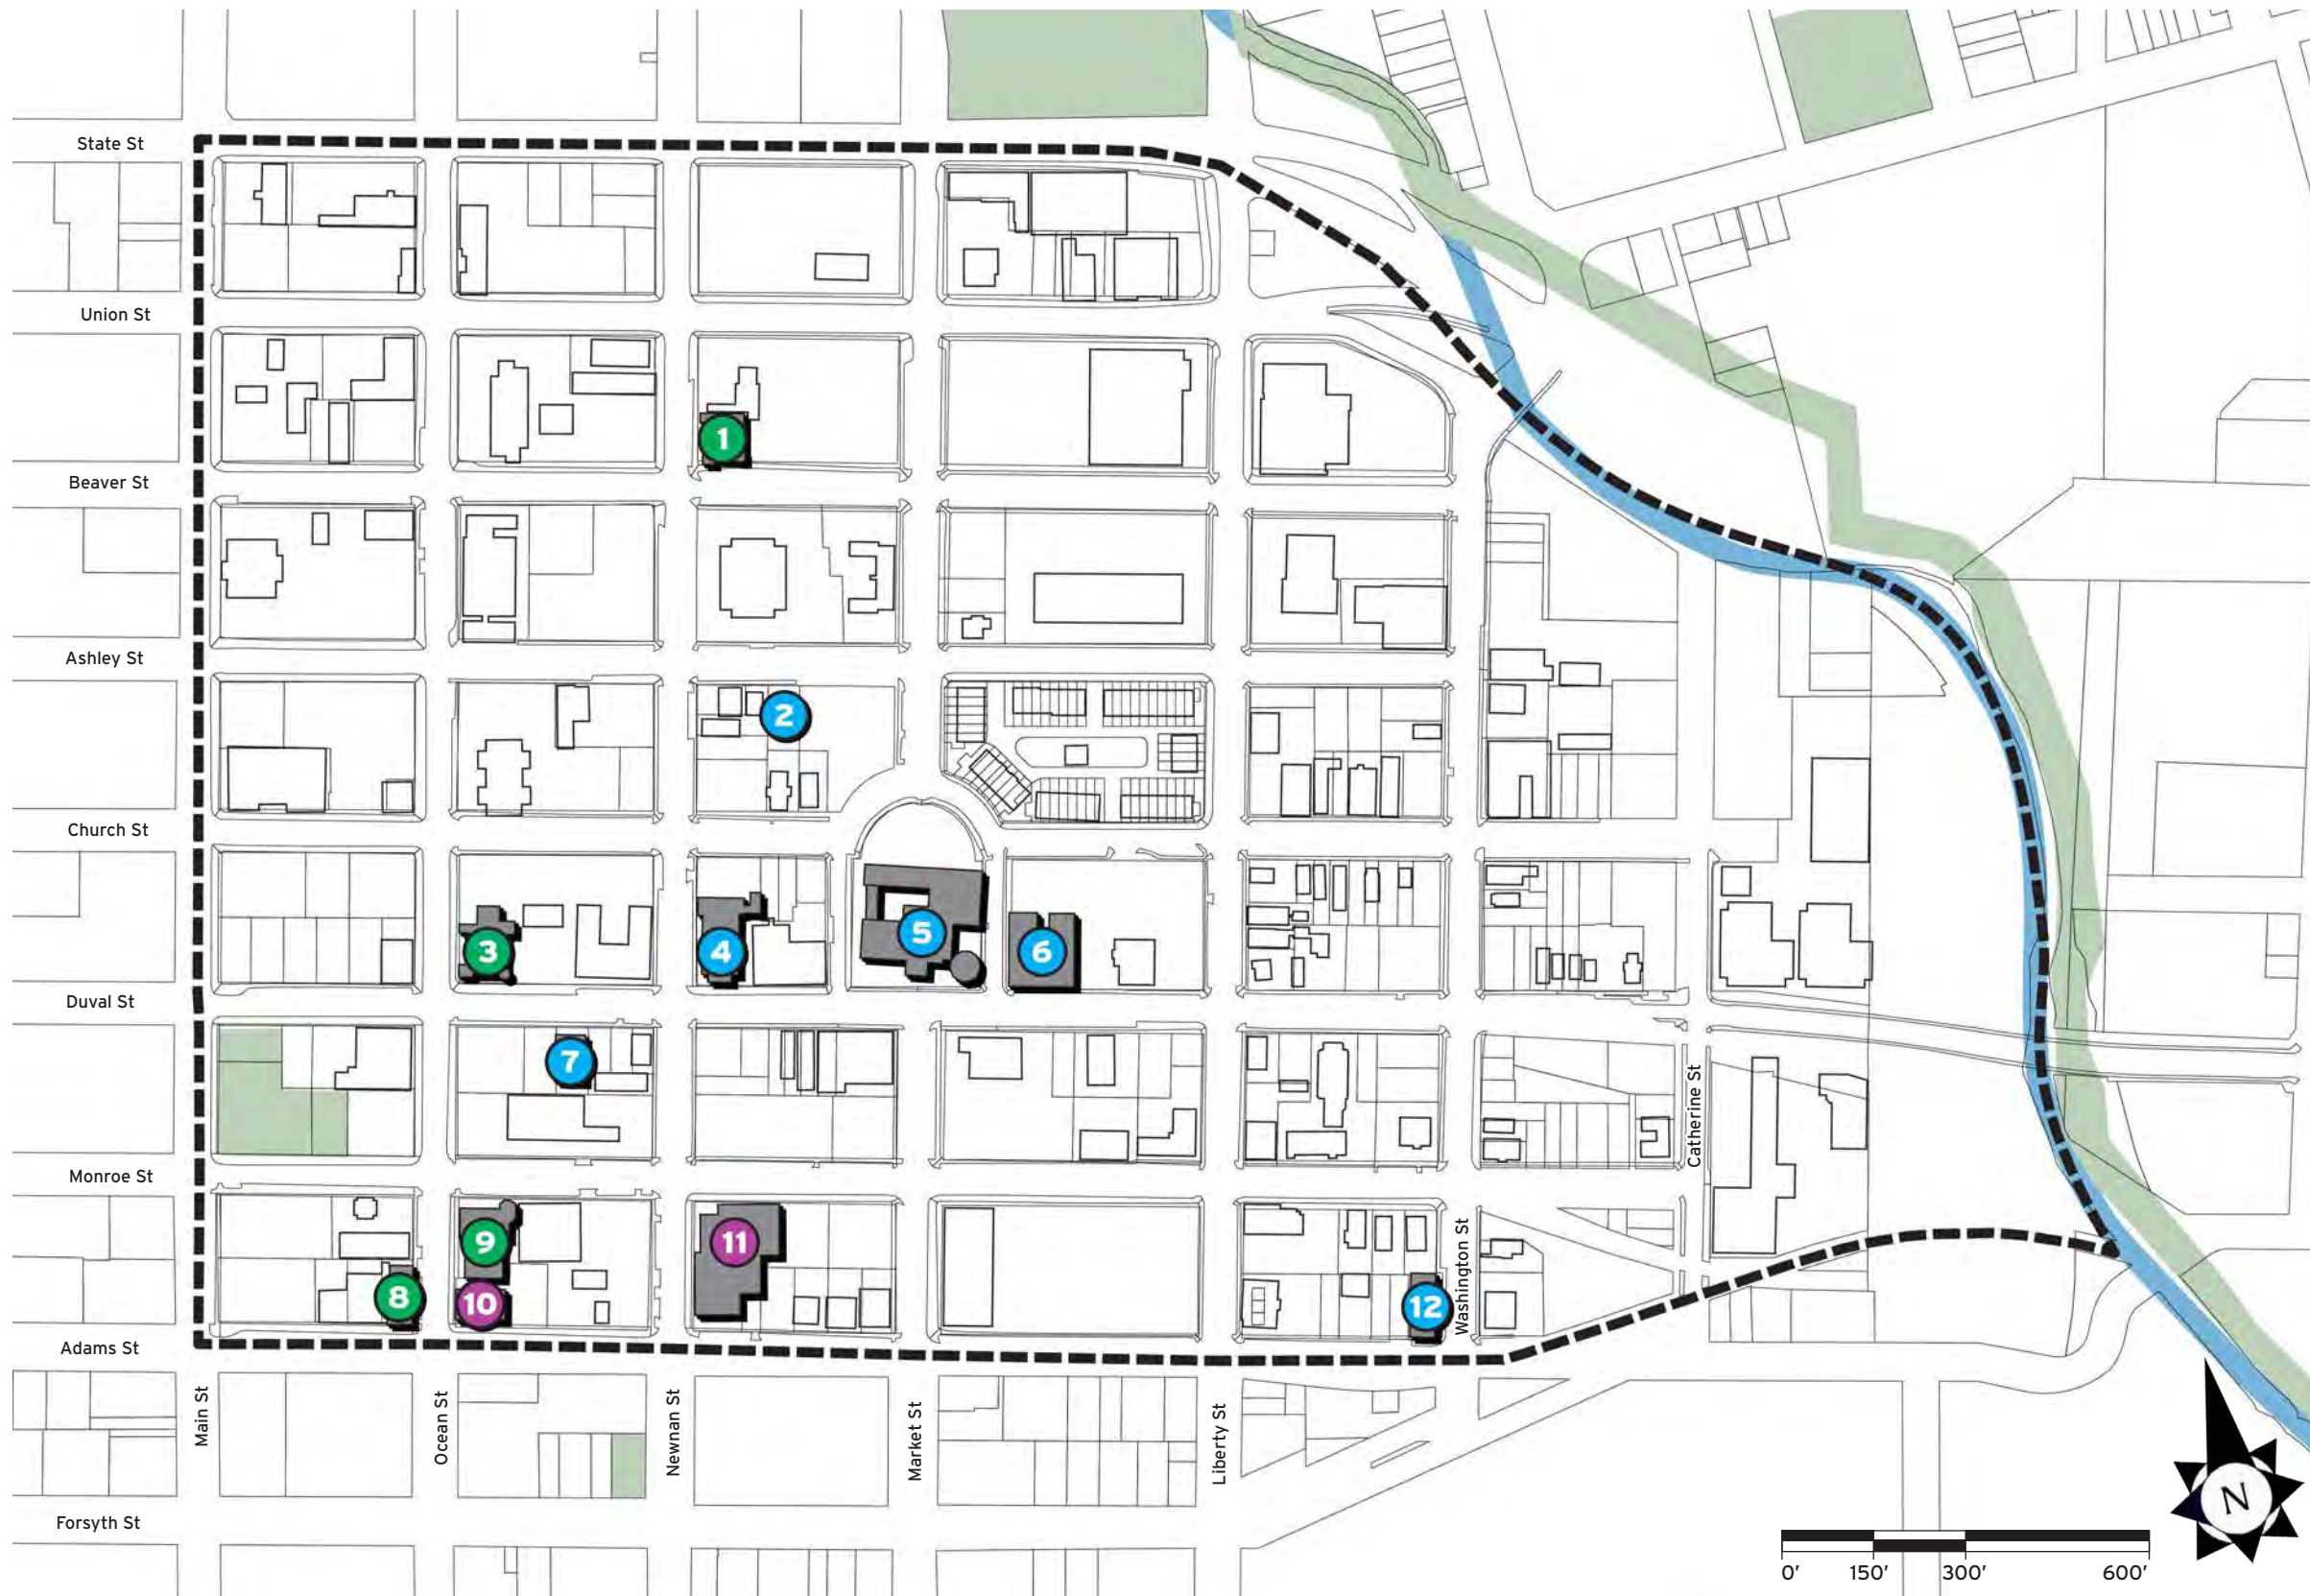 State St
Union St
1
Beaver St
Ashley St
2
Church St
3
4
5
6
Duval St
7
Catherine St
Monroe St
9
11
8
10
12
Washington St
Adams St
Main St
Ocean St
Newnan St
Market St
Liberty St
N
Forsyth St
0' 150' 300' 600'